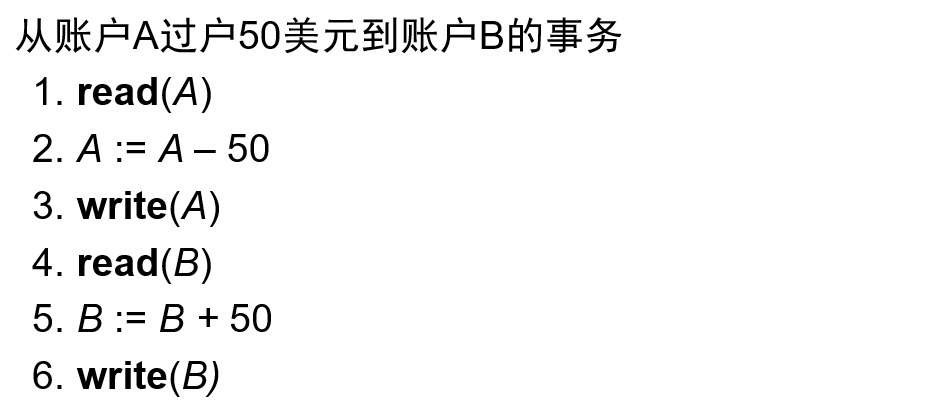 从账户A过户50美元到账户B的事务
1. read(A)
2. A := A – 50
3. write(A)
4. read(B)
5. B := B + 50
6. write(B)